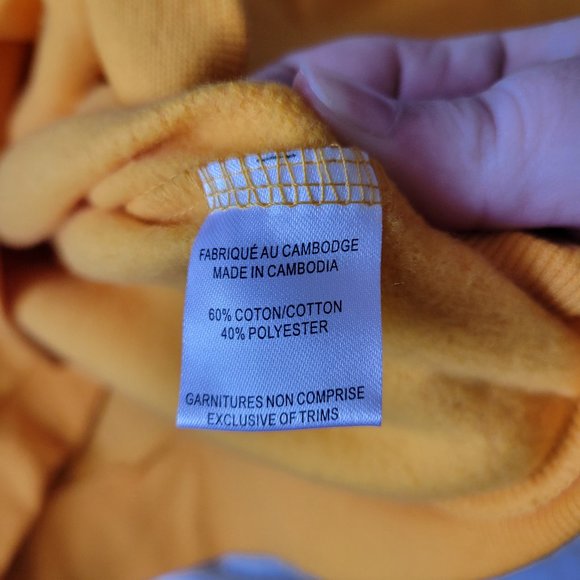 FABRIQUÉ AU CAMBODGE
MADE IN CAMBODIA
60% COTON/COTTON
40% POLYESTER
GARNITURES NON COMPRISE
EXCLUSIVE OF TRIMS